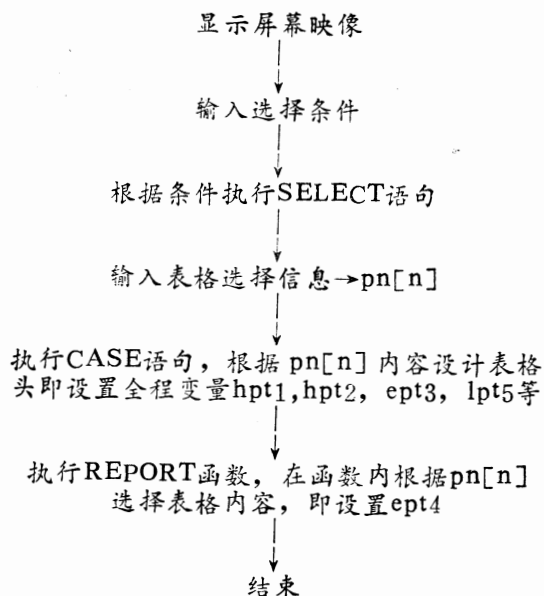 显示屏幕映像
输入选择条件
根据条件执行SELECT语句
输入表格选择信息→pn[n]
执行CASE语句，根据pn[n]内容设计表格
头即设置全程变量hpt1,hpt2，ept3，lpt5等
执行REPORT函数，在函数内根据pn[n]
选择表格内容，即设置ept4
结束